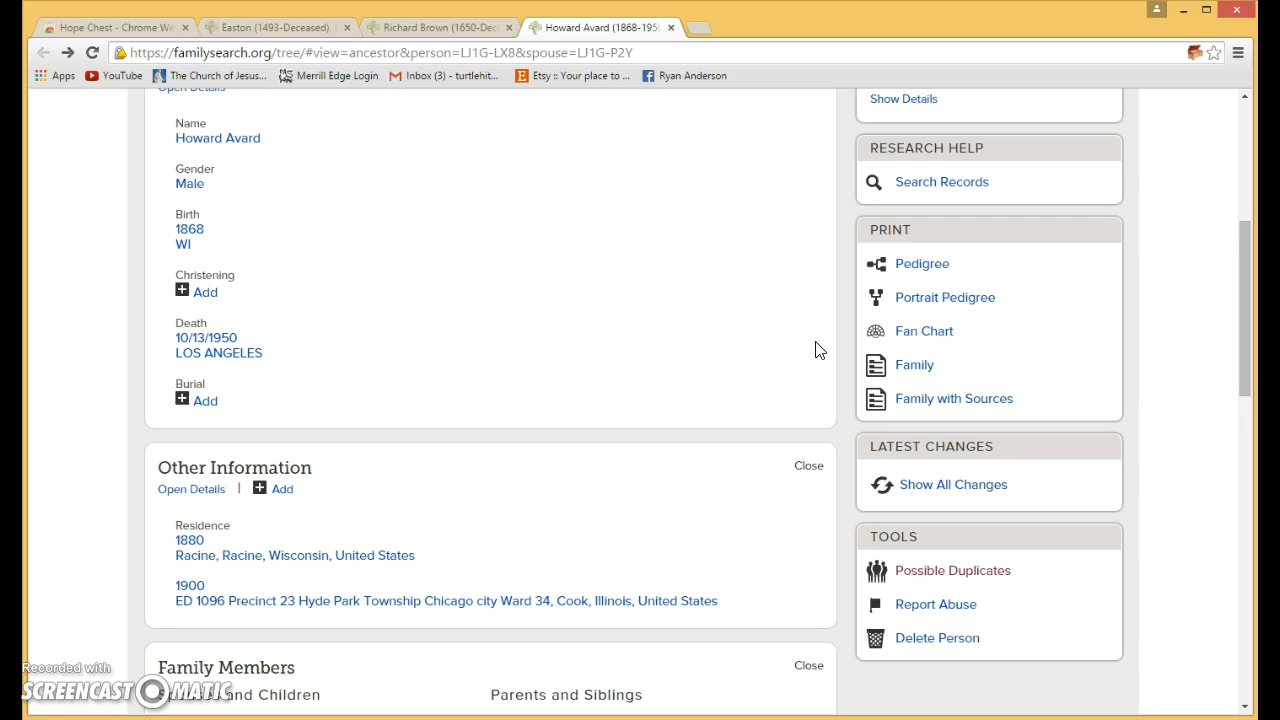 Hope Chest - Chrome We
Easton (1493-Deceased),
Richard Brown (1650-Dec
Howard Avard (1868-195
https://familysearch.org/tree/#view=ancestor&person=LJ1G-LX8&spouse=LJ1G-P2Y
Apps YouTube The Church of Jesus... Merrill Edge Login Inbox (3) - turtlehit... Etsy :: Your place to ... Ryan Anderson
Open Details
Name
Howard Avard
Gender
Male
Birth
1868
WI
Christening
Add
Death
10/13/1950
LOS ANGELES
Burial
Add
Other Information
Close
Open Details | Add
Residence
1880
Racine, Racine, Wisconsin, United States
1900
ED 1096 Precinct 23 Hyde Park Township Chicago city Ward 34, Cook, Illinois, United States
Family Members
Close
Spouses and Children
Parents and Siblings
Show Details
RESEARCH HELP
Search Records
PRINT
Pedigree
Portrait Pedigree
Fan Chart
Family
Family with Sources
LATEST CHANGES
Show All Changes
TOOLS
Possible Duplicates
Report Abuse
Delete Person
Recorded with
SCREENCAST-O-MATIC